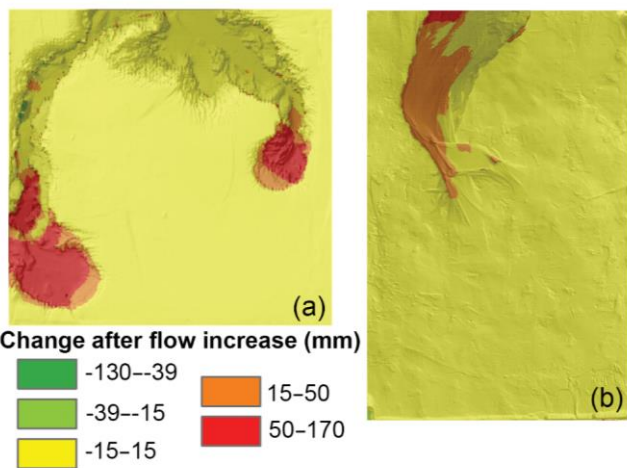 (a)
(b)
Change after flow increase (mm)
-130--39
-39--15
-15–15
15–50
50-170